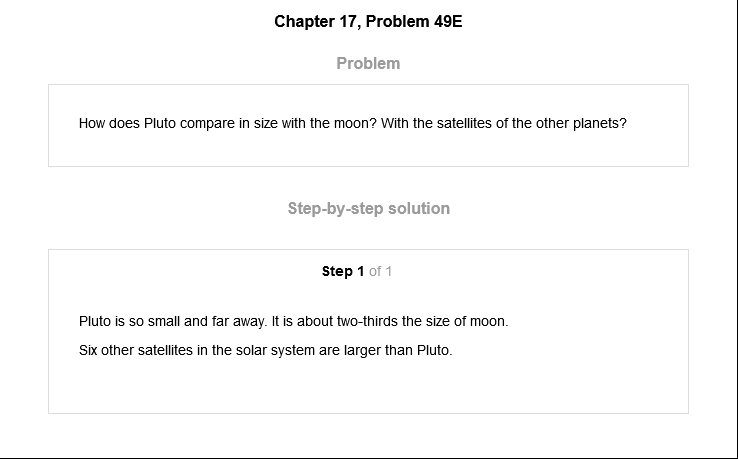 Chapter 17, Problem 49E
Problem
How does Pluto compare in size with the moon? With the satellites of the other planets?
Step-by-step solution
Step 1 of 1
Pluto is so small and far away. It is about two-thirds the size of moon.
Six other satellites in the solar system are larger than Pluto.